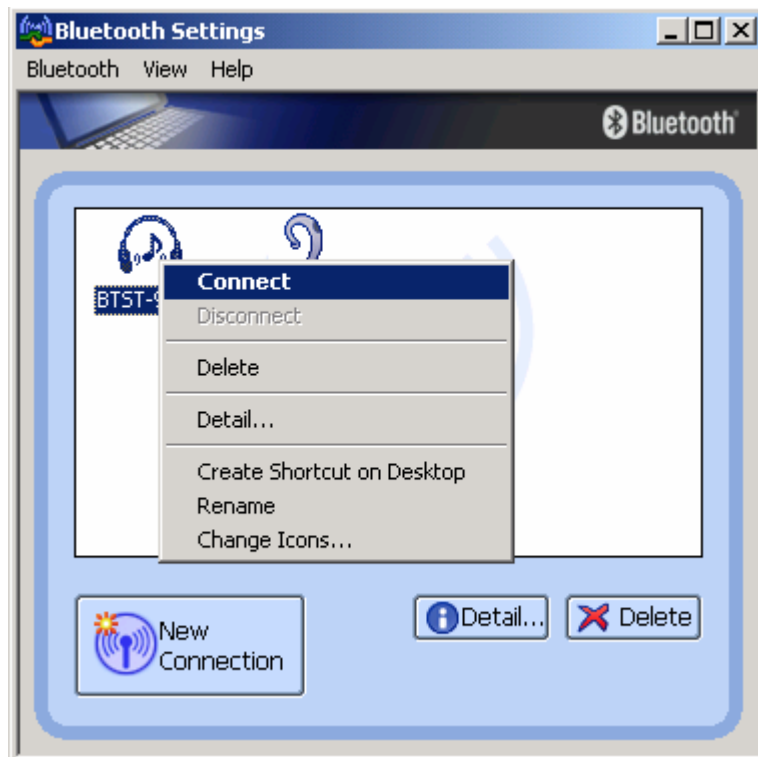 Bluetooth Settings
Bluetooth View Help
Bluetooth
Connect
BTST-
Disconnect
Delete
Detail...
Create Shortcut on Desktop
Rename
Change Icons...
New
Connection
Detail...
Delete